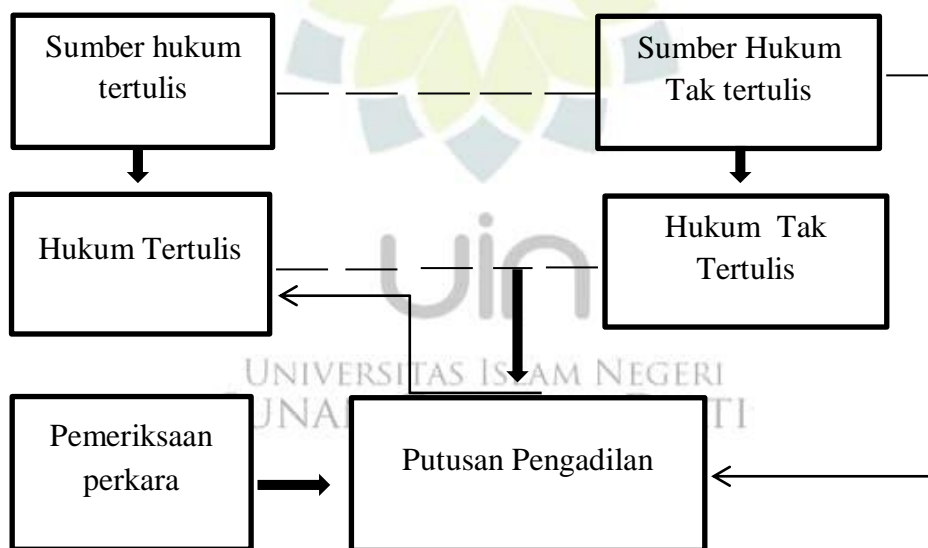 Sumber hukum
tertulis
Sumber Hukum
Tak tertulis
Hukum Tertulis
Hukum Tak
Tertulis
uin
UNIVERSITAS ISLAM NEGERI
Pemeriksaan
perkara
Putusan Pengadilan